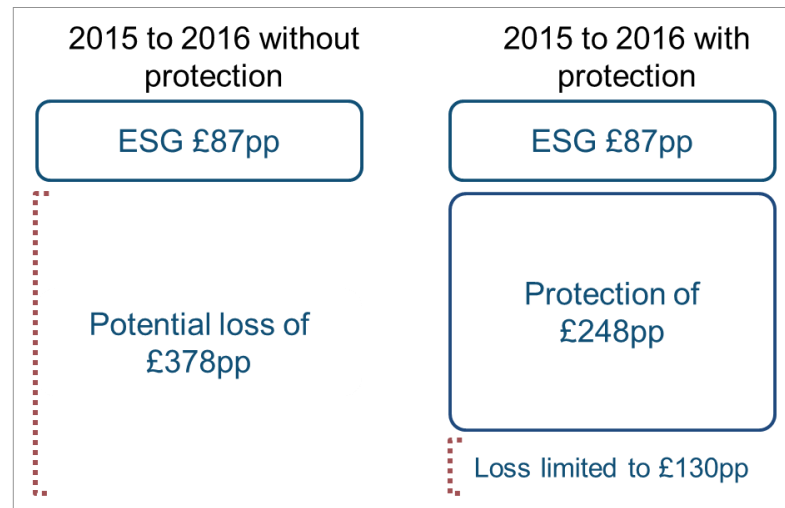 2015 to 2016 without
protection
ESG £87pp
Potential loss of
£378pp
2015 to 2016 with
protection
ESG £87pp
Protection of
£248pp
Loss limited to £130pp